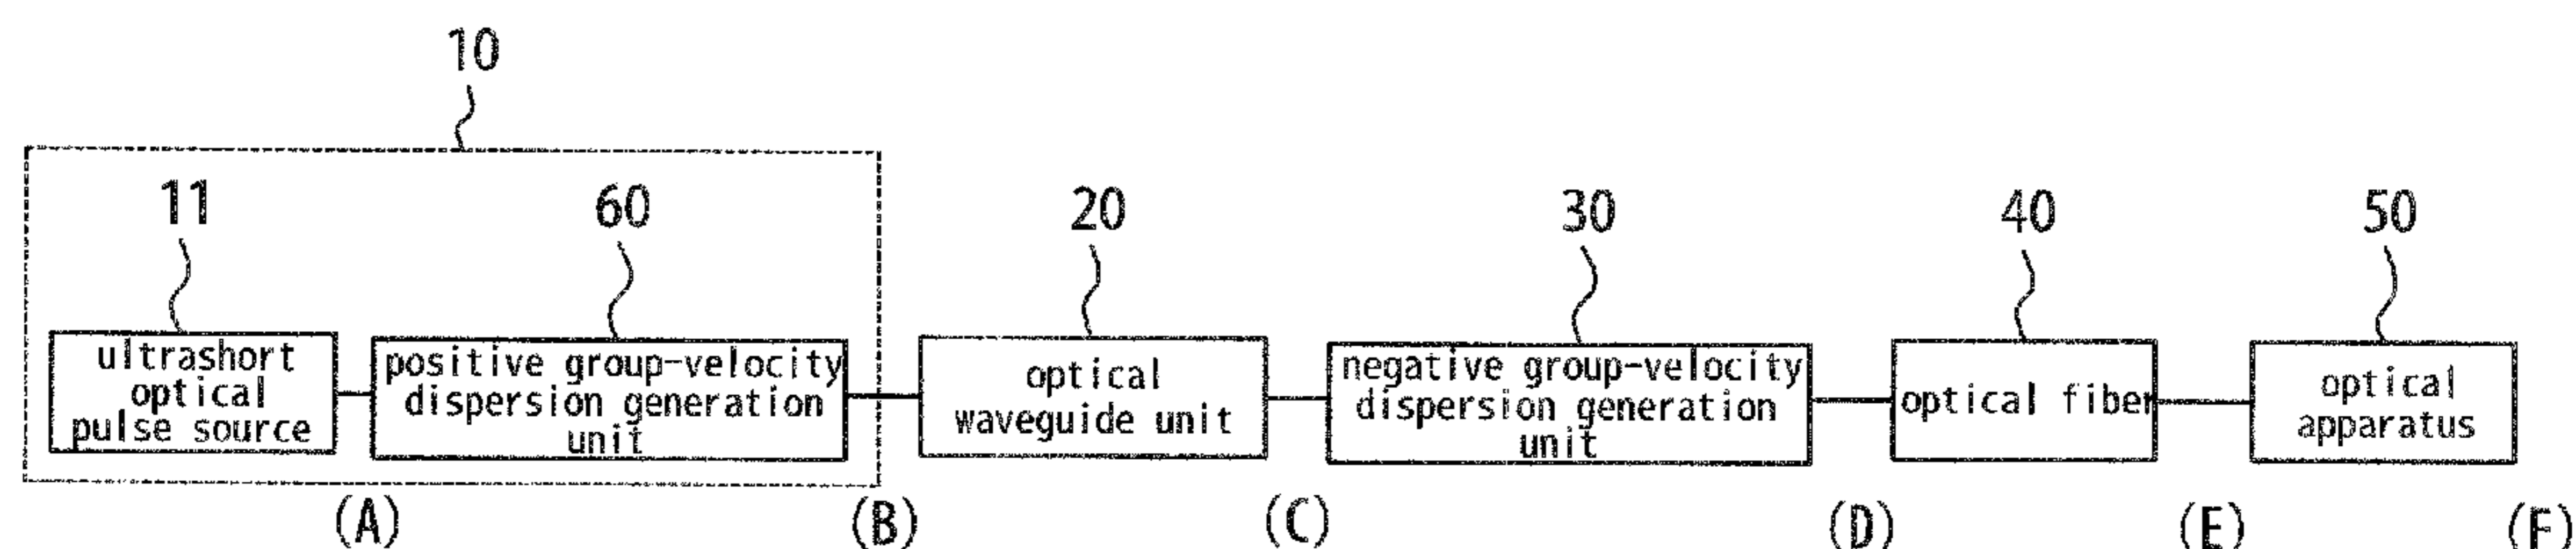 10
11
60
20
30
40
50
ultrashort
optical
pulse source
positive group-velocity
dispersion generation
unit
optical
waveguide unit
negative group-velocity
dispersion generation
unit
optical fiber
optical
apparatus
(A)
(B)
(C)
(D)
(E)
(F)